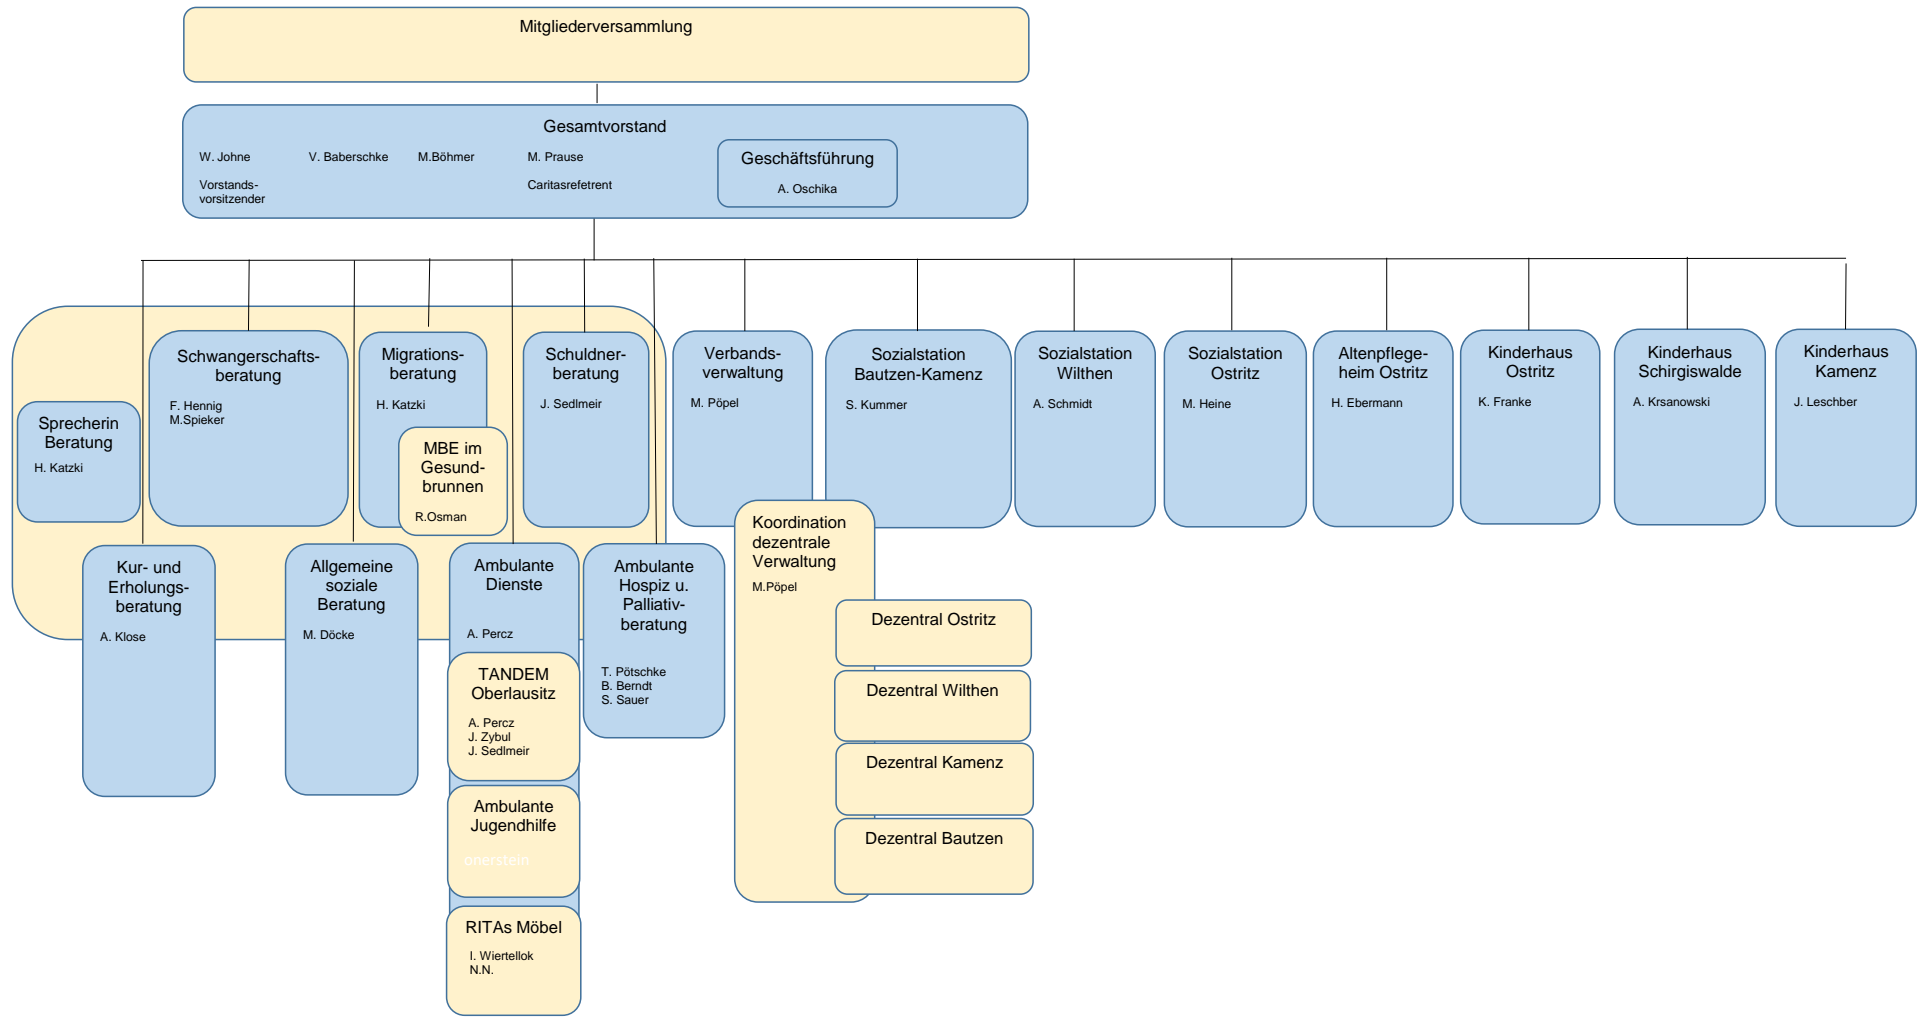 Mitgliederversammlung
Gesamtvorstand
W. Johne
Vorstands-
vorsitzender
V. Baberschke
M.Böhmer
M. Prause
Caritasrefetrent
Geschäftsführung
A. Oschika
Sprecherin
Beratung
H. Katzki
Schwangerschafts-
beratung
F. Hennig
M.Spieker
Migrations-
beratung
H. Katzki
MBE im
Gesund-
brunnen
R.Osman
Schuldner-
beratung
J. Sedlmeir
Verbands-
verwaltung
M. Pöpel
Sozialstation
Bautzen-Kamenz
S. Kummer
Sozialstation
Wilthen
A. Schmidt
Sozialstation
Ostritz
M. Heine
Altenpflege-
heim Ostritz
H. Ebermann
Kinderhaus
Ostritz
K. Franke
Kinderhaus
Schirgiswalde
A. Krsanowski
Kinderhaus
Kamenz
J. Leschber
Kur- und
Erholungs-
beratung
A. Klose
Allgemeine
soziale
Beratung
M. Döcke
Ambulante
Dienste
A. Percz
TANDEM
Oberlausitz
A. Percz
J. Zybul
J. Sedlmeir
Ambulante
Jugendhilfe
onerstein
RITAs Möbel
I. Wiertellok
N.N.
Ambulante
Hospiz u.
Palliativ-
beratung
T. Pötschke
B. Berndt
S. Sauer
Koordination
dezentrale
Verwaltung
M.Pöpel
Dezentral Ostritz
Dezentral Wilthen
Dezentral Kamenz
Dezentral Bautzen